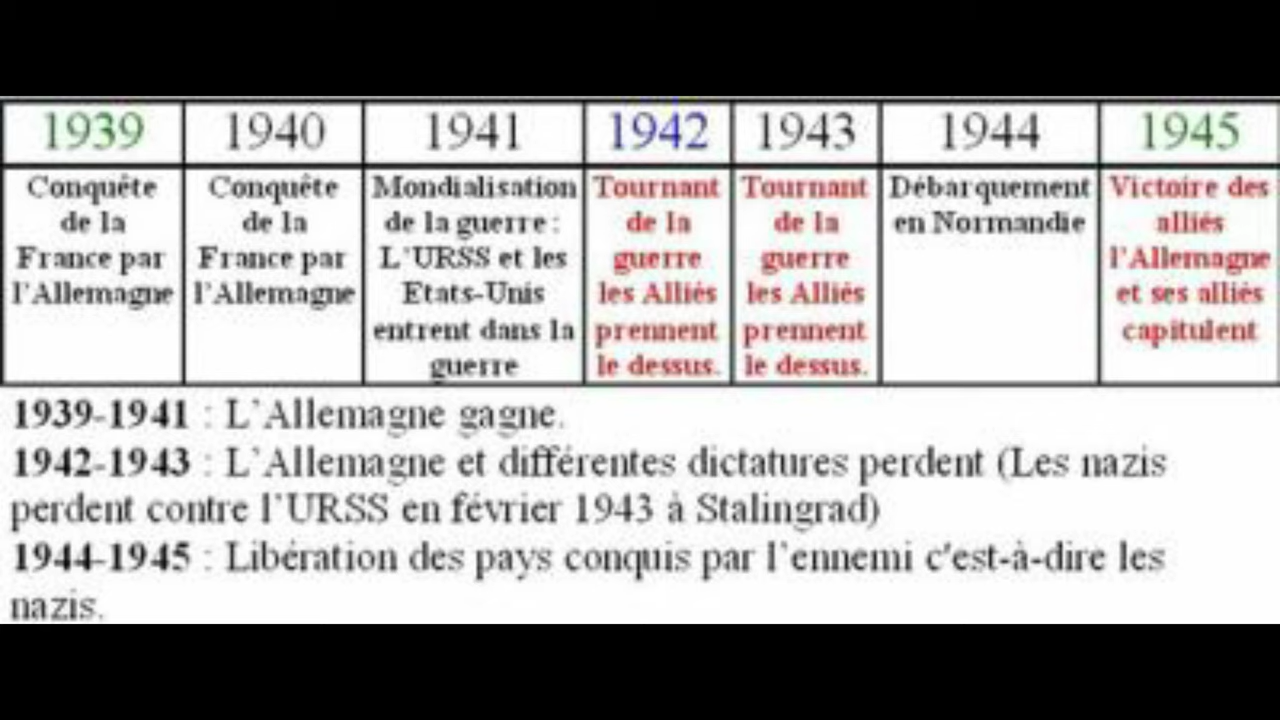 1939 1940 1941 1942 1943 1944 1945
Conquête de la France par l'Allemagne
Conquête de la France par l'Allemagne
Mondialisation de la guerre : L'URSS et les Etats-Unis entrent dans la guerre
Tournant de la guerre les Alliés prennent le dessus.
Tournant de la guerre les Alliés prennent le dessus.
Débarquement en Normandie
Victoire des alliés l'Allemagne et ses alliés capitulent
1939-1941 : L'Allemagne gagne.
1942-1943 : L'Allemagne et différentes dictatures perdent (Les nazis
perdent contre l'URSS en février 1943 à Stalingrad)
1944-1945 : Libération des pays conquis par l'ennemi c'est-à-dire les
nazis.